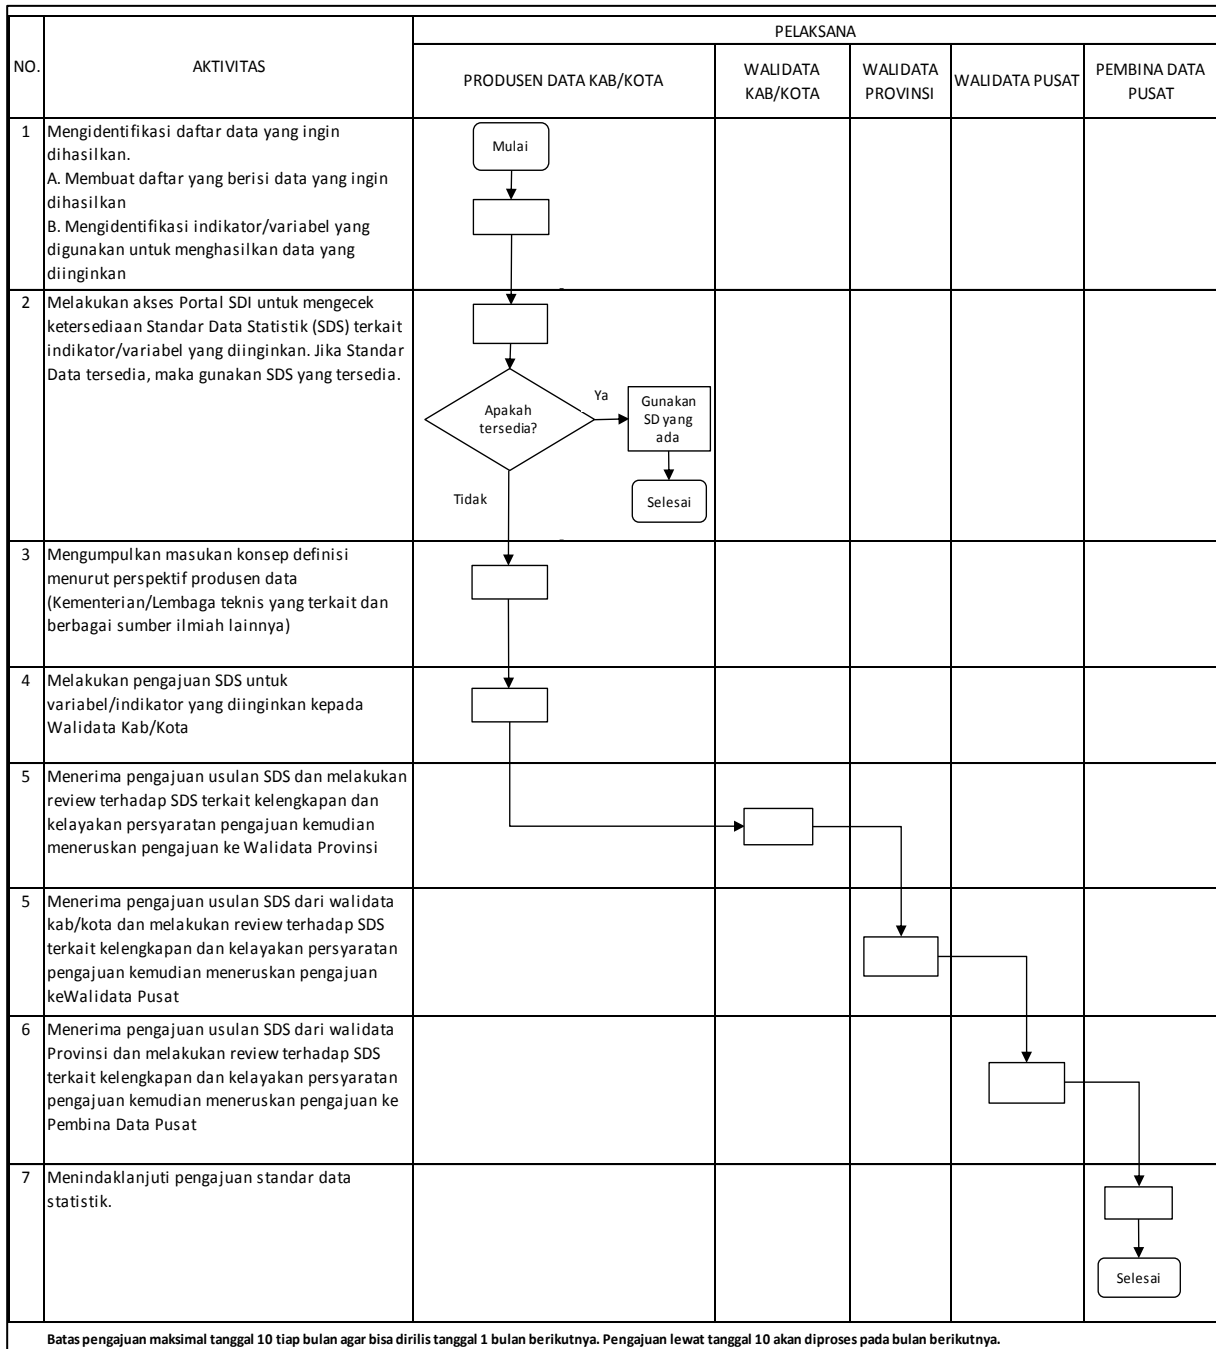 PELAKSANA
NO.
AKTIVITAS
PRODUSEN DATA KAB/KOTA
WALIDATA
KAB/KOTA
WALIDATA
PROVINSI
WALIDATA PUSAT
PEMBINA DATA
PUSAT
1
Mengidentifikasi daftar data yang ingin
dihasilkan.
A. Membuat daftar yang berisi data yang ingin
dihasilkan
B. Mengidentifikasi indikator/variabel yang
digunakan untuk menghasilkan data yang
diinginkan
Mulai
2
Melakukan akses Portal SDI untuk mengecek
ketersediaan Standar Data Statistik (SDS) terkait
indikator/variabel yang diinginkan. Jika Standar
Data tersedia, maka gunakan SDS yang tersedia.
Apakah
tersedia?
Ya
Gunakan
SD yang
ada
Tidak
Selesai
3
Mengumpulkan masukan konsep definisi
menurut perspektif produsen data
(Kementerian/Lembaga teknis yang terkait dan
berbagai sumber ilmiah lainnya)
4
Melakukan pengajuan SDS untuk
variabel/indikator yang diinginkan kepada
Walidata Kab/Kota
5
Menerima pengajuan usulan SDS dan melakukan
review terhadap SDS terkait kelengkapan dan
kelayakan persyaratan pengajuan kemudian
meneruskan pengajuan ke Walidata Provinsi
5
Menerima pengajuan usulan SDS dari walidata
kab/kota dan melakukan review terhadap SDS
terkait kelengkapan dan kelayakan persyaratan
pengajuan kemudian meneruskan pengajuan
keWalidata Pusat
6
Menerima pengajuan usulan SDS dari walidata
Provinsi dan melakukan review terhadap SDS
terkait kelengkapan dan kelayakan persyaratan
pengajuan kemudian meneruskan pengajuan ke
Pembina Data Pusat
7
Menindaklanjuti pengajuan standar data
statistik.
Selesai
Batas pengajuan maksimal tanggal 10 tiap bulan agar bisa dirilis tanggal 1 bulan berikutnya. Pengajuan lewat tanggal 10 akan diproses pada bulan berikutnya.